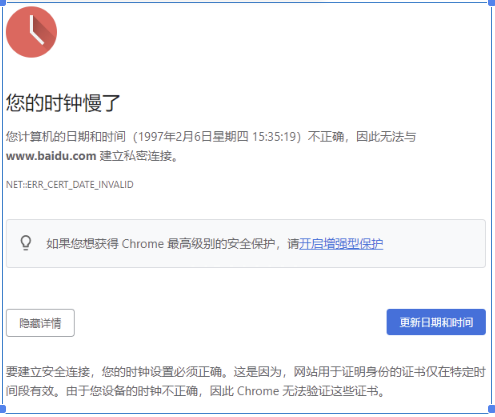 您的时钟慢了
您计算机的日期和时间（1997年2月6日星期四 15:35:19）不正确，因此无法与
www.baidu.com 建立私密连接。
NET::ERR_CERT_DATE_INVALID
如果您想获得 Chrome 最高级别的安全保护，请开启增强型保护
隐藏详情
更新日期和时间
要建立安全连接，您的时钟设置必须正确。这是因为，网站用于证明身份的证书仅在特定时
间段有效。由于您设备的时钟不正确，因此 Chrome 无法验证这些证书。